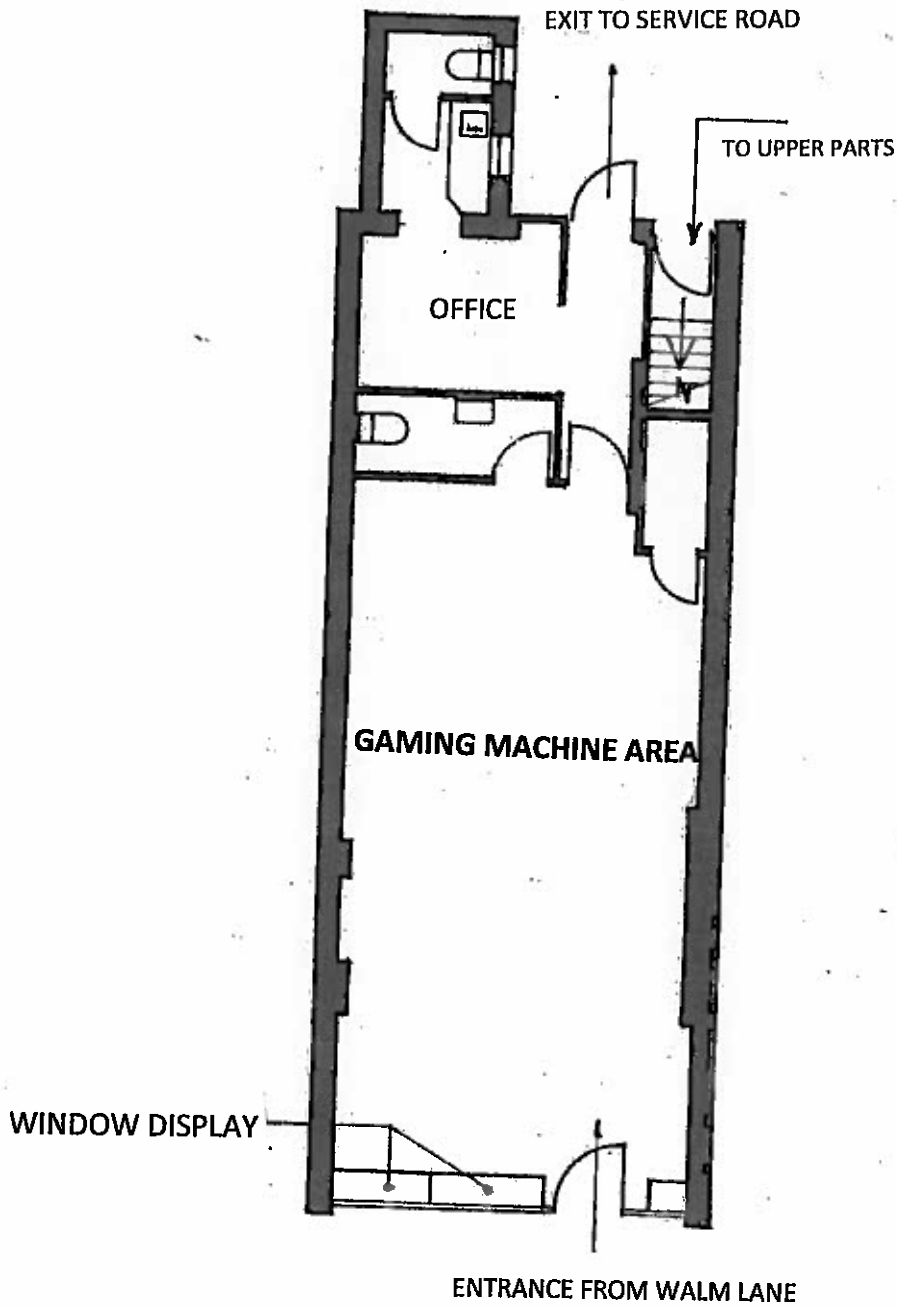 EXIT TO SERVICE ROAD
TO UPPER PARTS
OFFICE
GAMING MACHINE AREA
WINDOW DISPLAY
ENTRANCE FROM WALM LANE